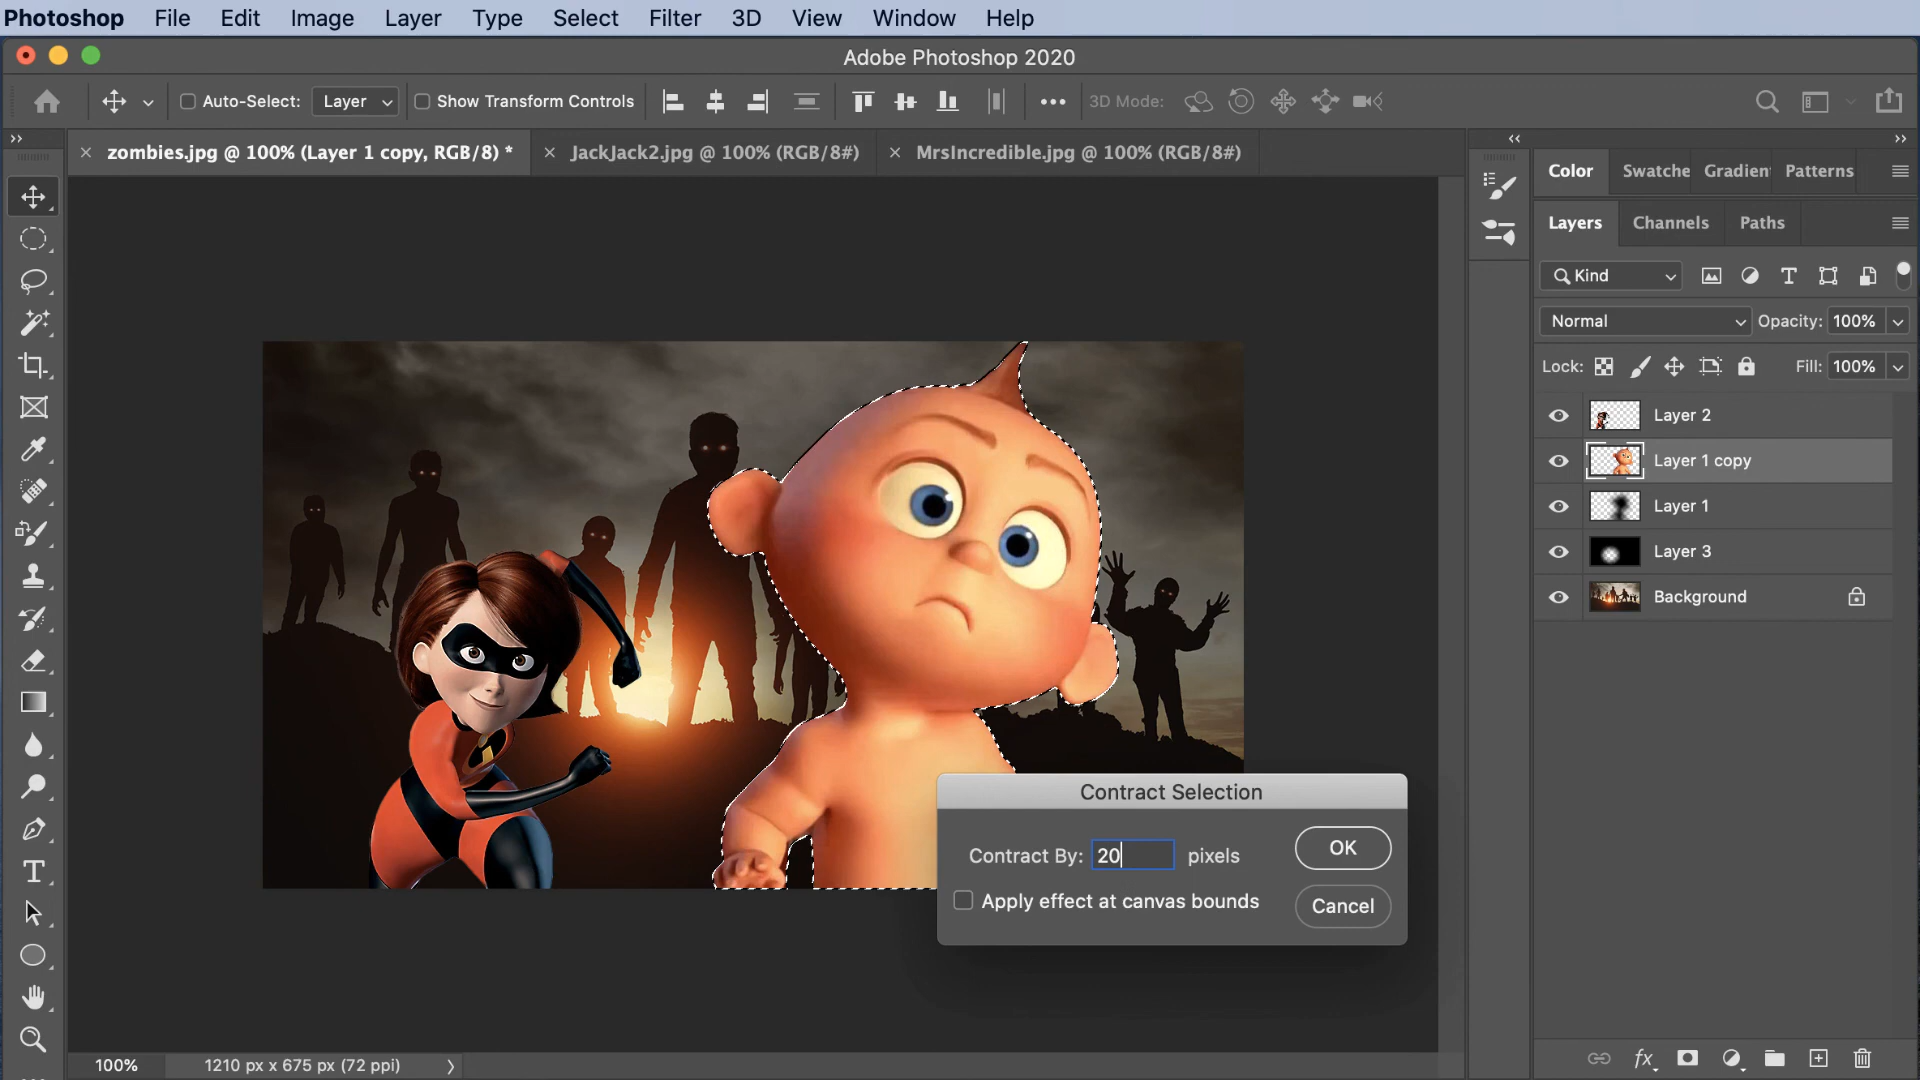 Photoshop File Edit Image Layer Type Select Filter 3D View Window Help
Adobe Photoshop 2020
Auto-Select: Layer Show Transform Controls 3D Mode:
zombies.jpg @ 100% (Layer 1 copy, RGB/8) * JackJack2.jpg @ 100% (RGB/8#) MrsIncredible.jpg @ 100% (RGB/8#)
Color Swatche Gradien Patterns
Layers Channels Paths
Kind
Normal Opacity: 100%
Lock: Fill: 100%
Layer 2
Layer 1 copy
Layer 1
Layer 3
Background
Contract Selection
Contract By: 20 pixels OK
Apply effect at canvas bounds Cancel
100% 1210 px x 675 px (72 ppi)